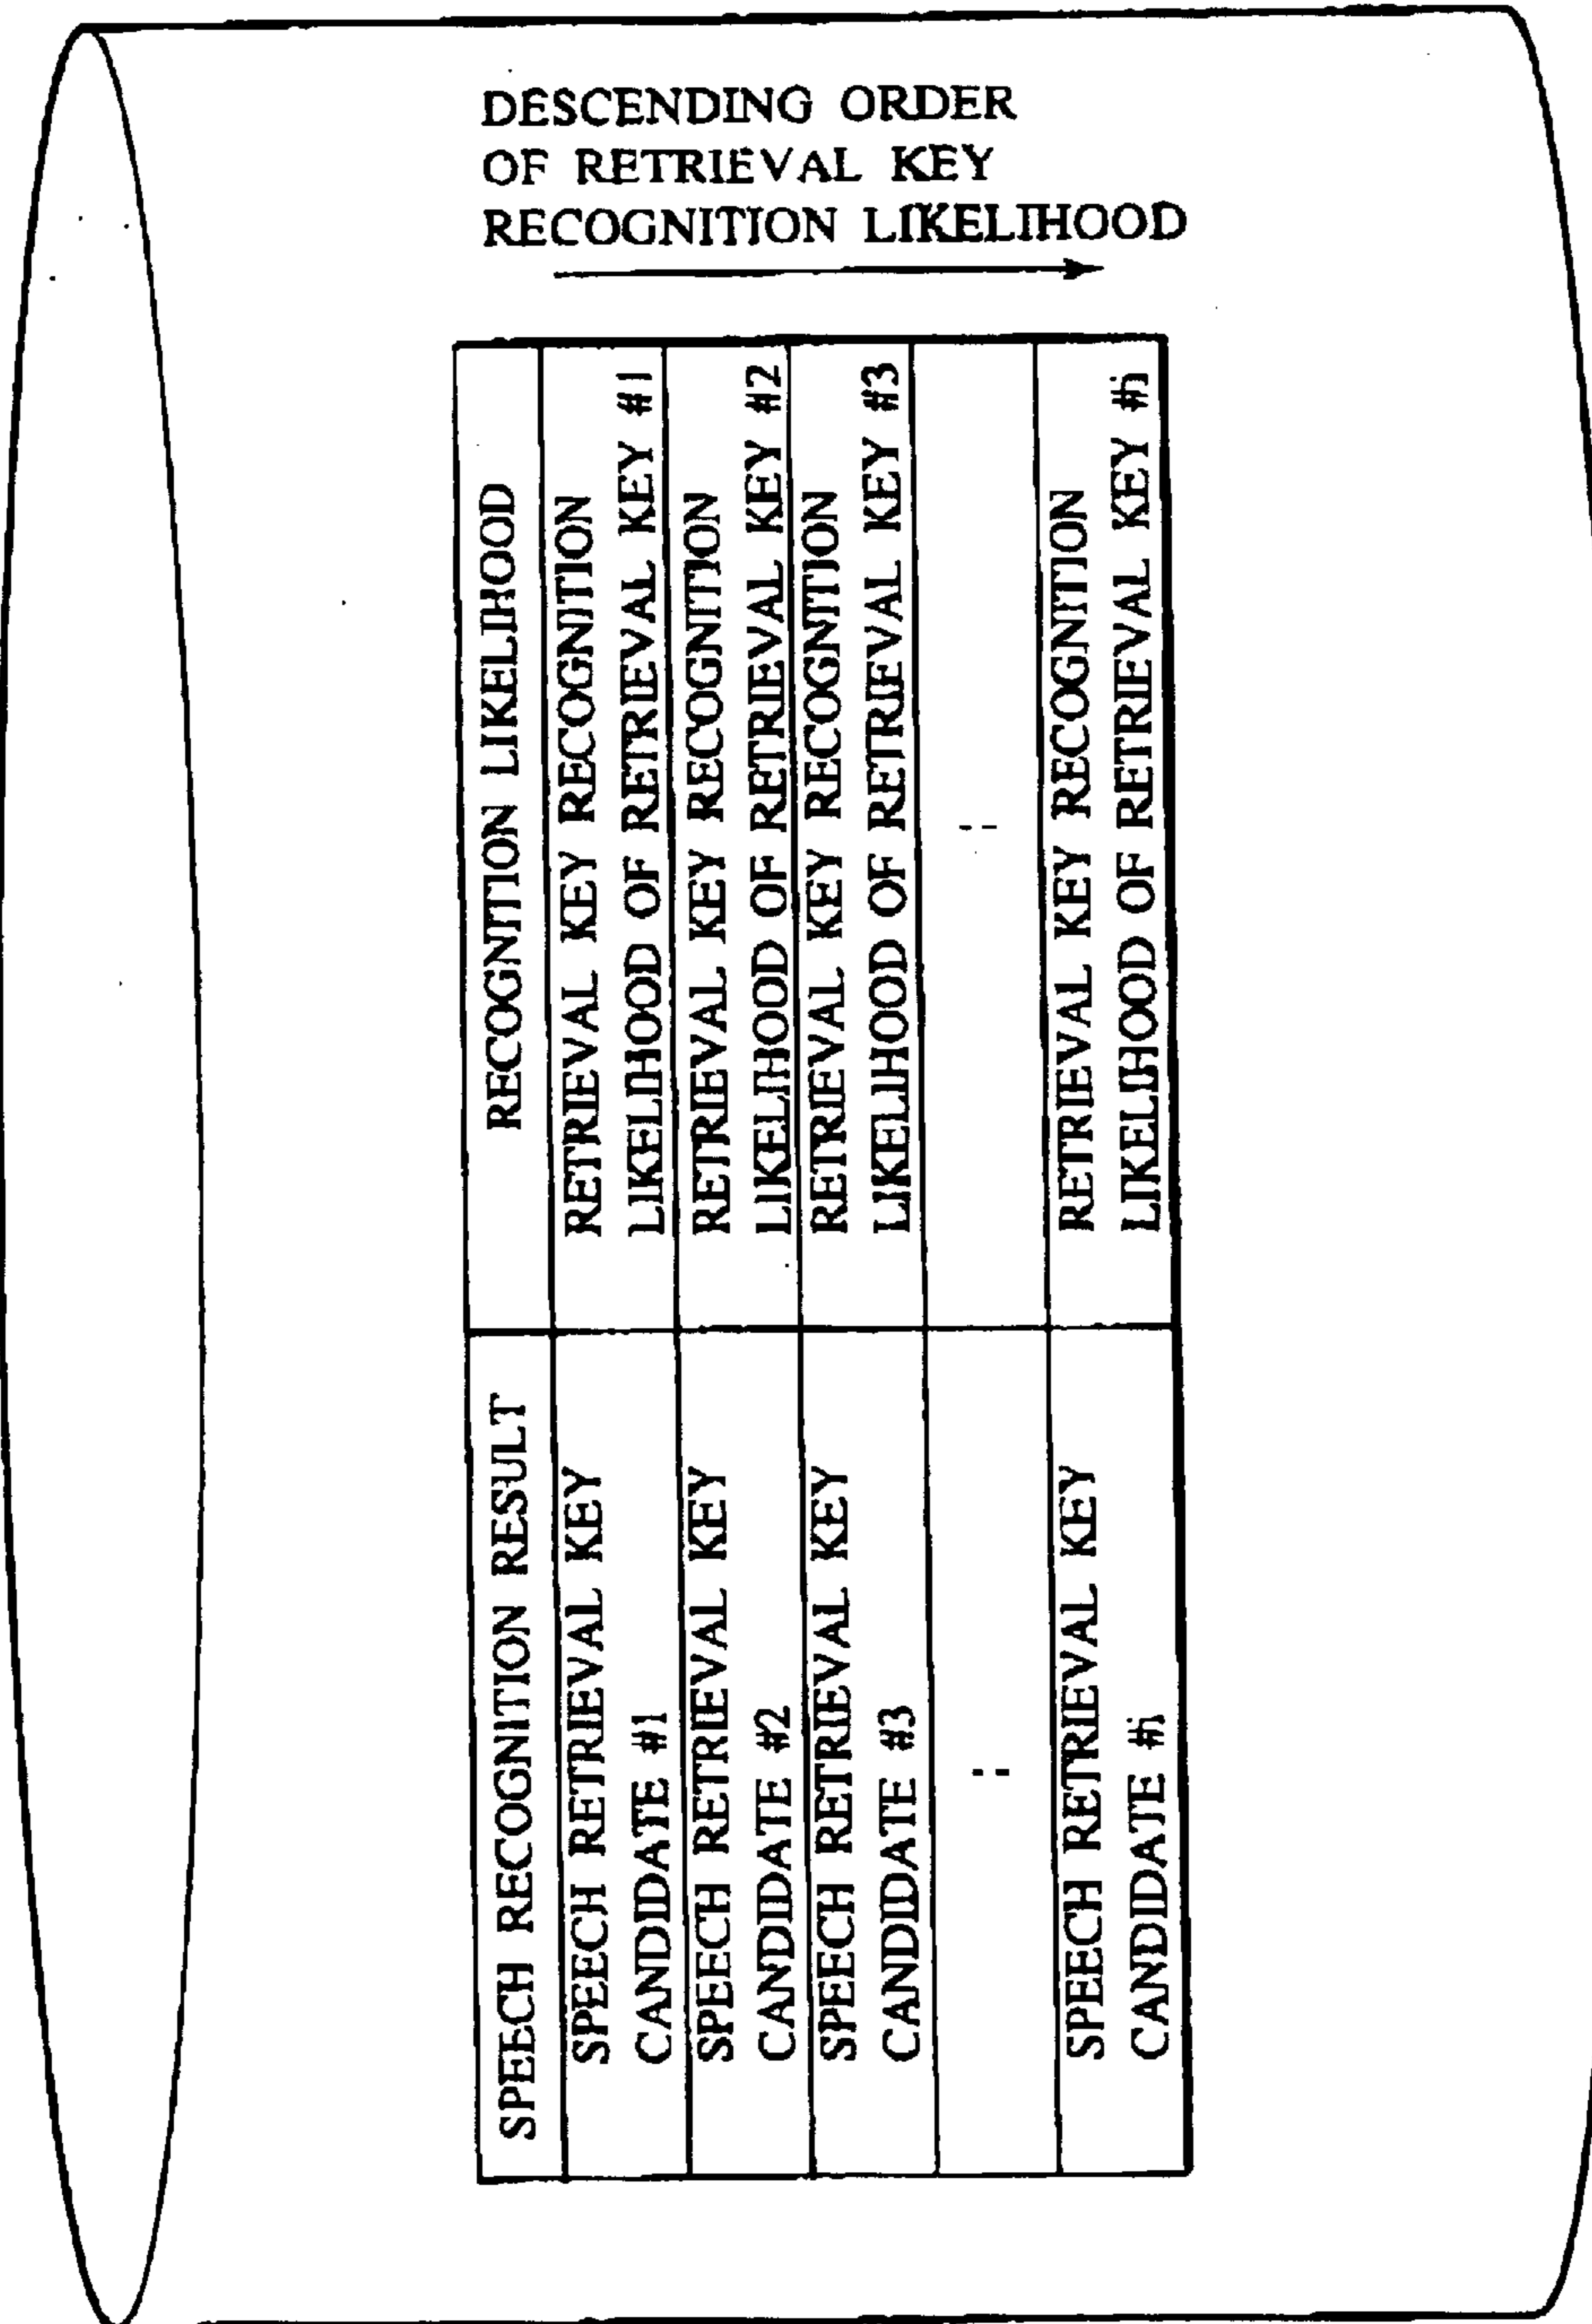 DESCENDING ORDER
OF RETRIEVAL KEY
RECOGNITION LIKELIHOOD
SPEECH RECOGNITION RESULT
RECOGNITION LIKELIHOOD
SPEECH RETRIEVAL KEY
CANDIDATE #1
RETRIEVAL KEY RECOGNITION
LIKELIHOOD OF RETRIEVAL KEY #1
SPEECH RETRIEVAL KEY
CANDIDATE #2
RETRIEVAL KEY RECOGNITION
LIKELIHOOD OF RETRIEVAL KEY #2
SPEECH RETRIEVAL KEY
CANDIDATE #3
RETRIEVAL KEY RECOGNITION
LIKELIHOOD OF RETRIEVAL KEY #3
SPEECH RETRIEVAL KEY
CANDIDATE
RETRIEVAL KEY RECOGNITION
LIKELIHOOD OF RETRIEVAL KEY